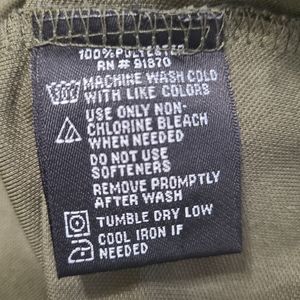 100% POLYESTER
RN # 91870
MACHINE WASH COLD
WITH LIKE COLORS
USE ONLY NON-
CHLORINE BLEACH
WHEN NEEDED
DO NOT USE
SOFTENERS
REMOVE PROMPTLY
AFTER WASH
TUMBLE DRY LOW
COOL IRON IF
NEEDED